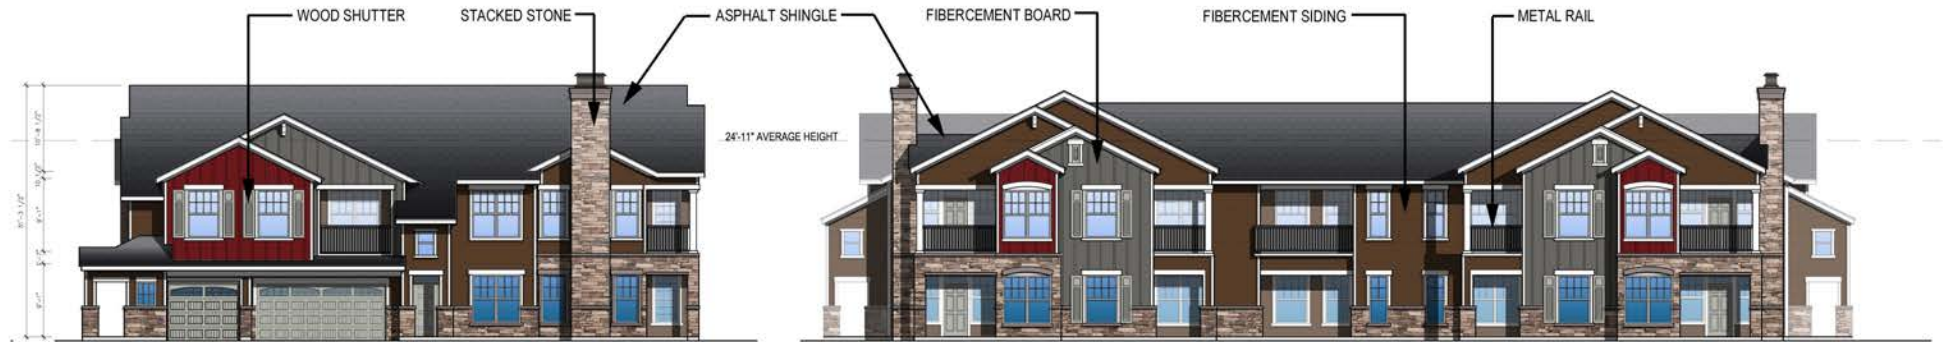 WOOD SHUTTER
STACKED STONE
ASPHALT SHINGLE
FIBERCEMENT BOARD
FIBERCEMENT SIDING
METAL RAIL
24'-11" AVERAGE HEIGHT